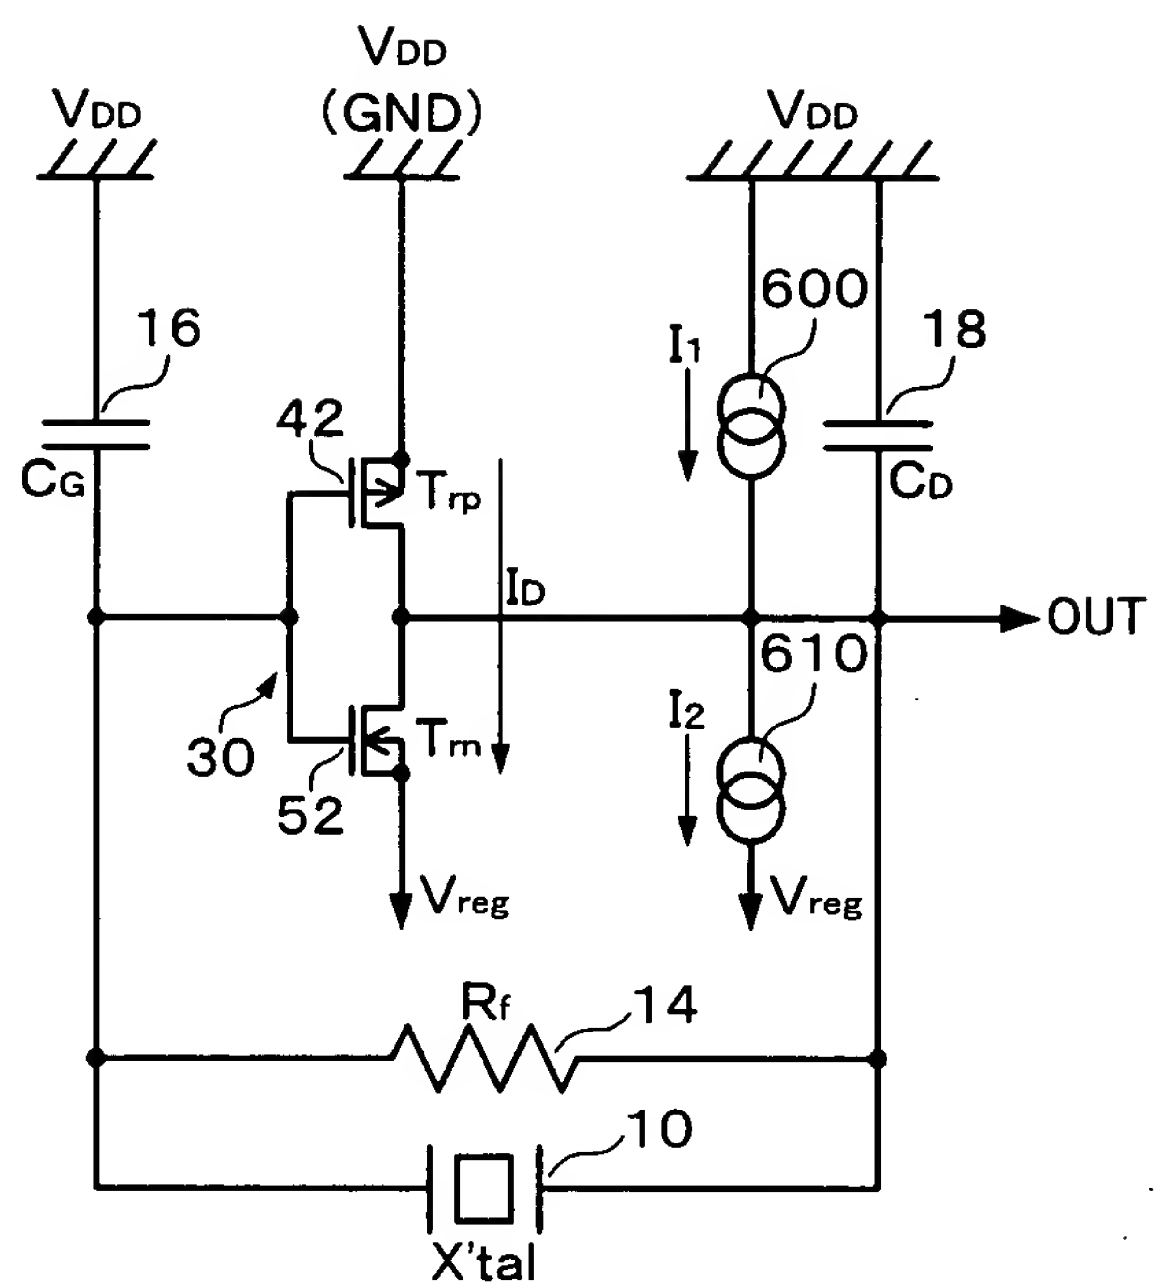 VDD
VDD
(GND)
VDD
600
16
I1
18
42
CG
Trp
CD
ID
OUT
610
I2
30
Trn
52
Vreg
Vreg
Rf
14
10
X'tal